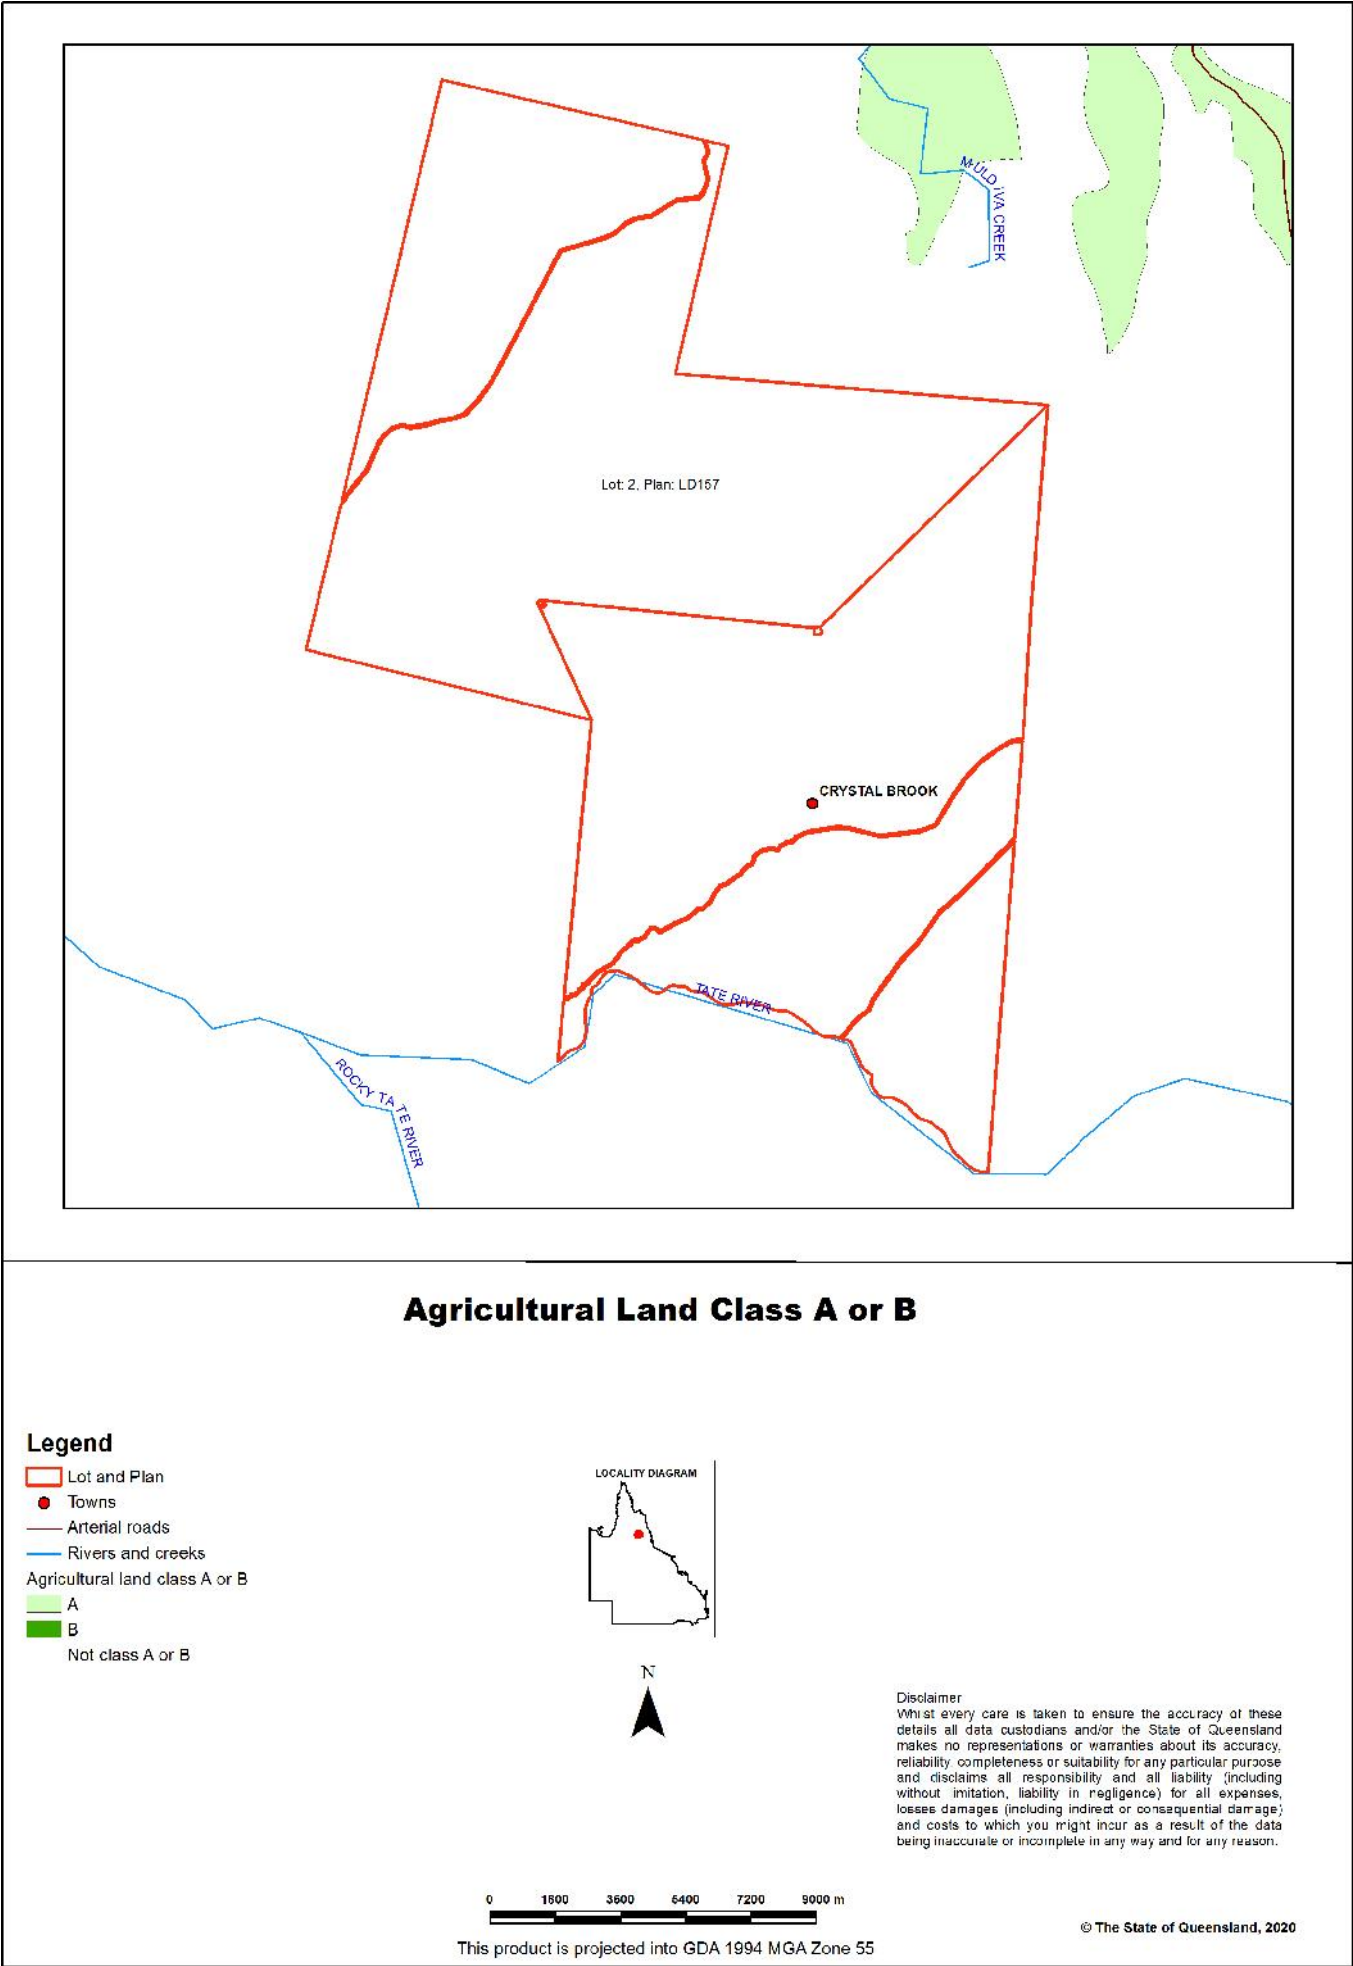 MULDIVA CREEK
Lot: 2, Plan: LD157
CRYSTAL BROOK
TATE RIVER
ROCKY TATE RIVER
Agricultural Land Class A or B
Legend
Lot and Plan
Towns
Arterial roads
Rivers and creeks
Agricultural land class A or B
A
B
Not class A or B
LOCALITY DIAGRAM
N
Disclaimer
Whilst every care is taken to ensure the accuracy of these
details all data custodians and/or the State of Queensland
makes no representations or warranties about its accuracy,
reliability, completeness or suitability for any particular purpose
and disclaims all responsibility and all liability (including
without limitation, liability in negligence) for all expenses,
losses damages (including indirect or consequential damage)
and costs to which you might incur as a result of the data
being inaccurate or incomplete in any way and for any reason.
0 1800 3600 5400 7200 9000 m
This product is projected into GDA 1994 MGA Zone 55
© The State of Queensland, 2020